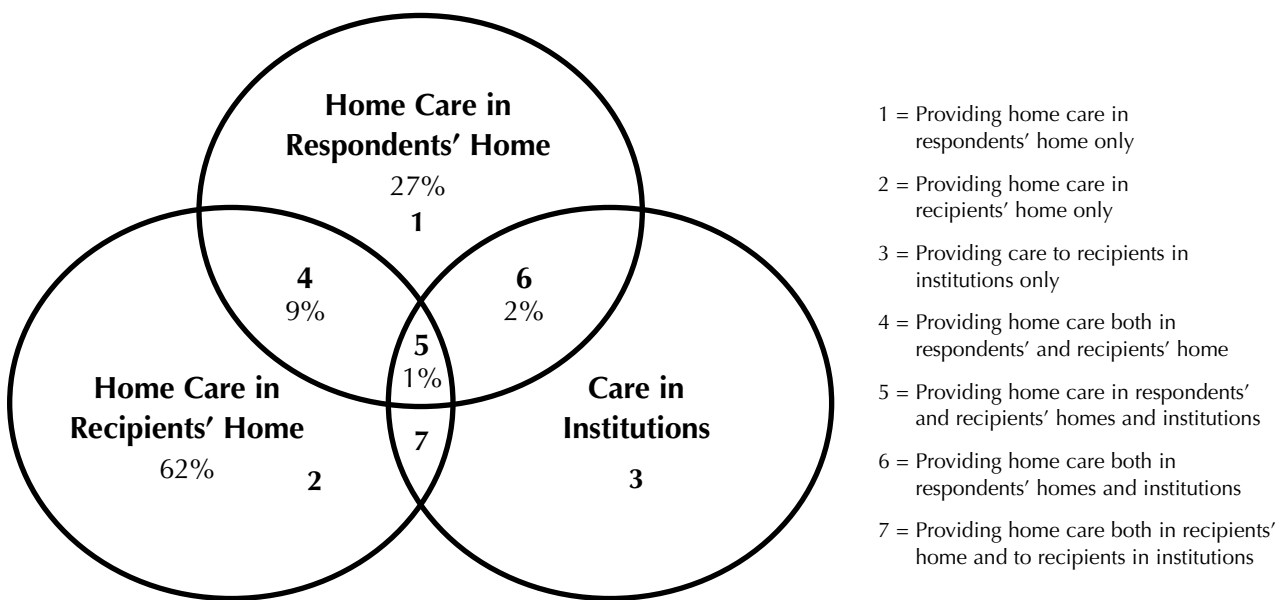 Home Care in
Respondents’ Home
27%
1
4
9%
6
2%
5
1%
Home Care in
Recipients’ Home
62%
2
7
Care in
Institutions
3
1 = Providing home care in
respondents’ home only
2 = Providing home care in
recipients’ home only
3 = Providing care to recipients in
institutions only
4 = Providing home care both in
respondents’ and recipients’ home
5 = Providing home care in respondents’
and recipients’ homes and institutions
6 = Providing home care both in
respondents’ homes and institutions
7 = Providing home care both in recipients’
home and to recipients in institutions